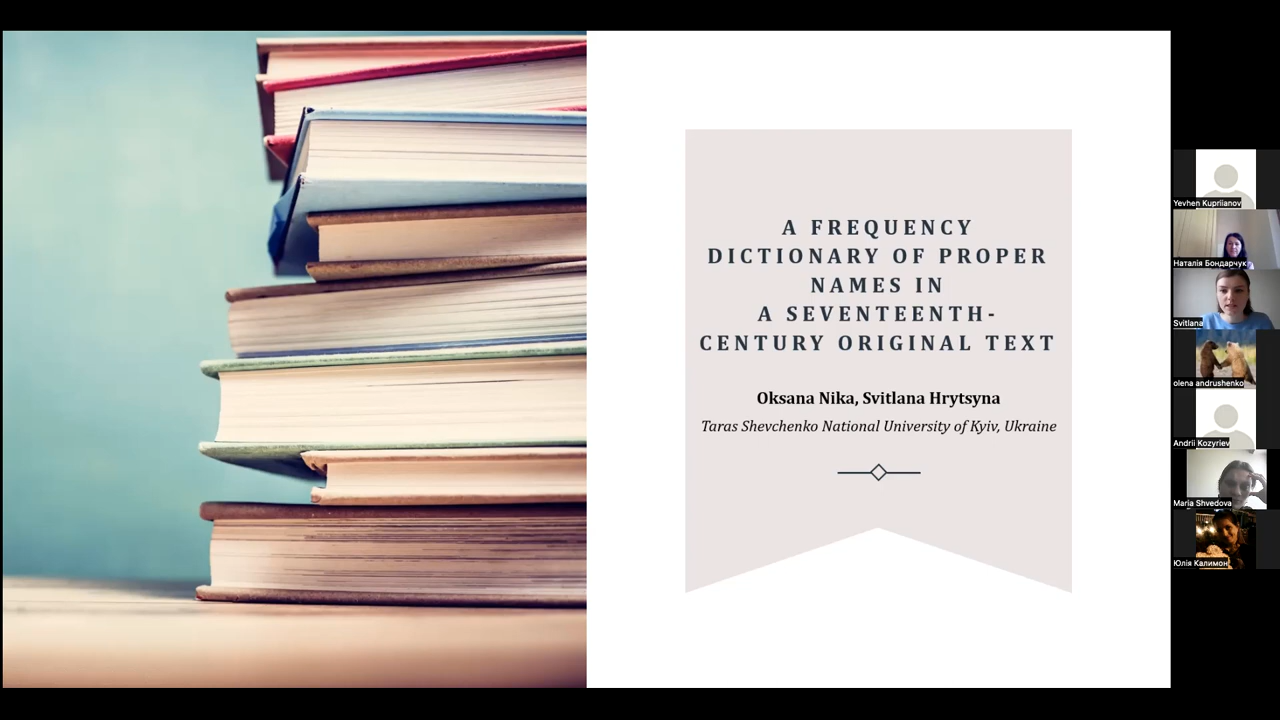 A FREQUENCY
DICTIONARY OF PROPER
NAMES IN
A SEVENTEENTH-
CENTURY ORIGINAL TEXT
Oksana Nika, Svitlana Hrytsyna
Taras Shevchenko National University of Kyiv, Ukraine
Yevhen Kupriianov
Наталія Бондарчук
Svitlana
olena andrushenko
Andrii Kozyriev
Maria Shvedova
Юлія Калимон